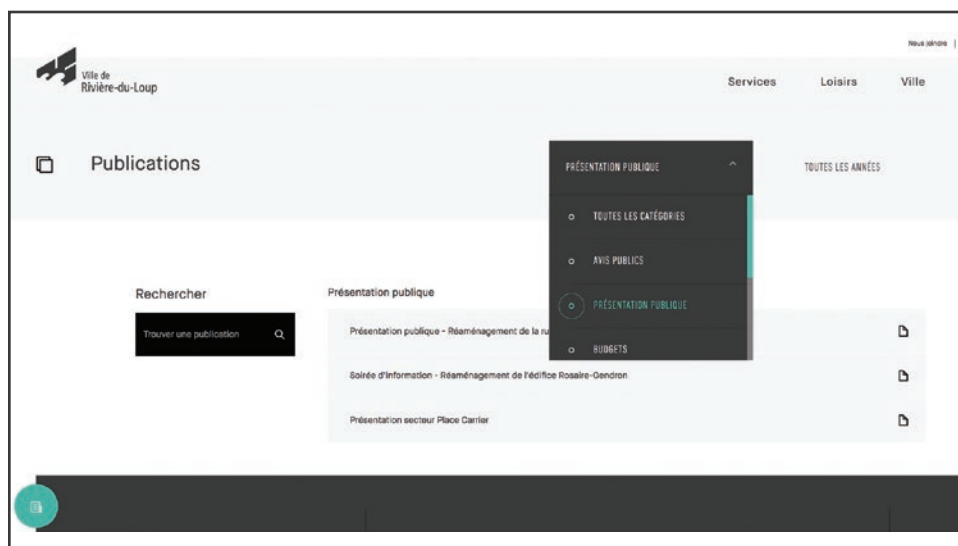 Nous joindre |
Ville de
Rivière-du-Loup
Services Loisirs Ville
Publications
PRÉSENTATION PUBLIQUE
TOUTES LES ANNÉES
TOUTES LES CATÉGORIES
AVIS PUBLICS
PRÉSENTATION PUBLIQUE
BUDGETS
Rechercher
Trouver une publication
Présentation publique
Présentation publique - Réaménagement de la
Soirée d'information - Réaménagement de l'édifice Rosaire-Gendron
Présentation secteur Place Carrier